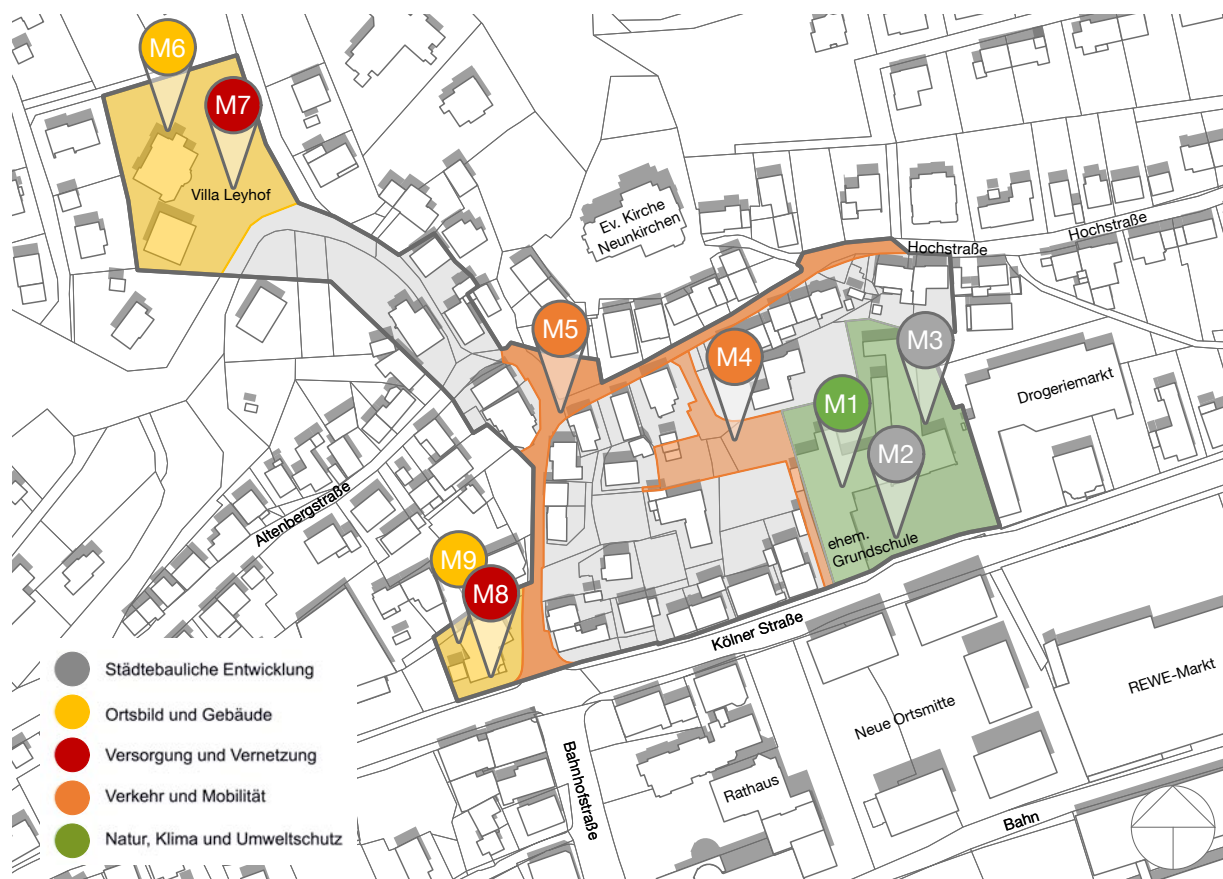 M6
M7
Villa Leyhof
Ev. Kirche
Neunkirchen
Hochstraße
Hochstraße
M5
M4
M3
M1
M2
Drogeriemarkt
Altenbergstraße
ehem.
Grundschule
M9
M8
Kölner Straße
REWE-Markt
Neue Ortsmitte
Bahnhofstraße
Rathaus
Bahn
Städtebauliche Entwicklung
Ortsbild und Gebäude
Versorgung und Vernetzung
Verkehr und Mobilität
Natur, Klima und Umweltschutz